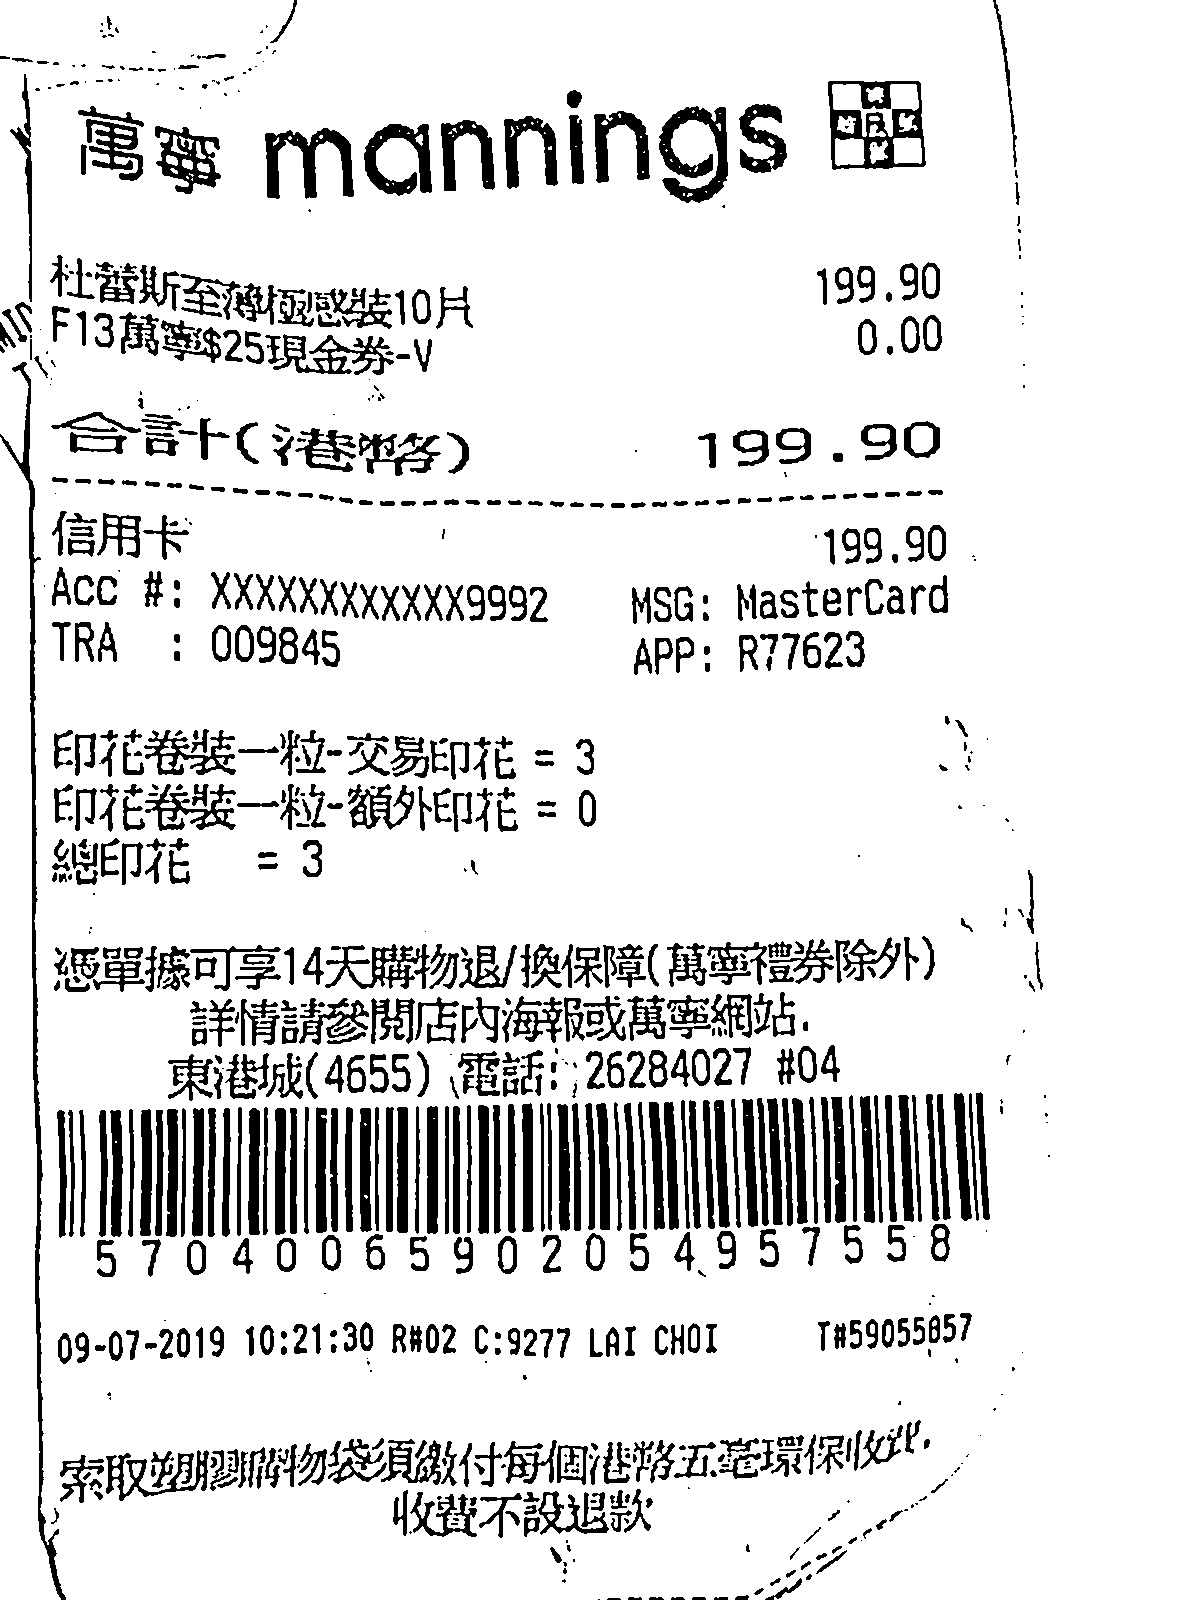 萬寧 mannings
杜蕾斯至薄極惑裝10片 199.90
F13萬寧$25現金券-V 0.00
合計(港幣) 199.90
信用卡 199.90
Acc #: XXXXXXXXXXXX9992 MSG: MasterCard
TRA : 009845 APP: R77623
印花卷裝一粒-交易印花 = 3
印花卷裝一粒-額外印花 = 0
總印花 = 3
憑單據可享14天購物退/換保障(萬寧禮券除外)
詳情請參閱店內海報或萬寧網站.
東港城(4655) 電話: 26284027 #04
5704006590205495 7558
09-07-2019 10:21:30 R#02 C:9277 LAI CHOI T#59055857
索取塑膠購物袋須繳付每個港幣五毫環保收費.
收費不設退款